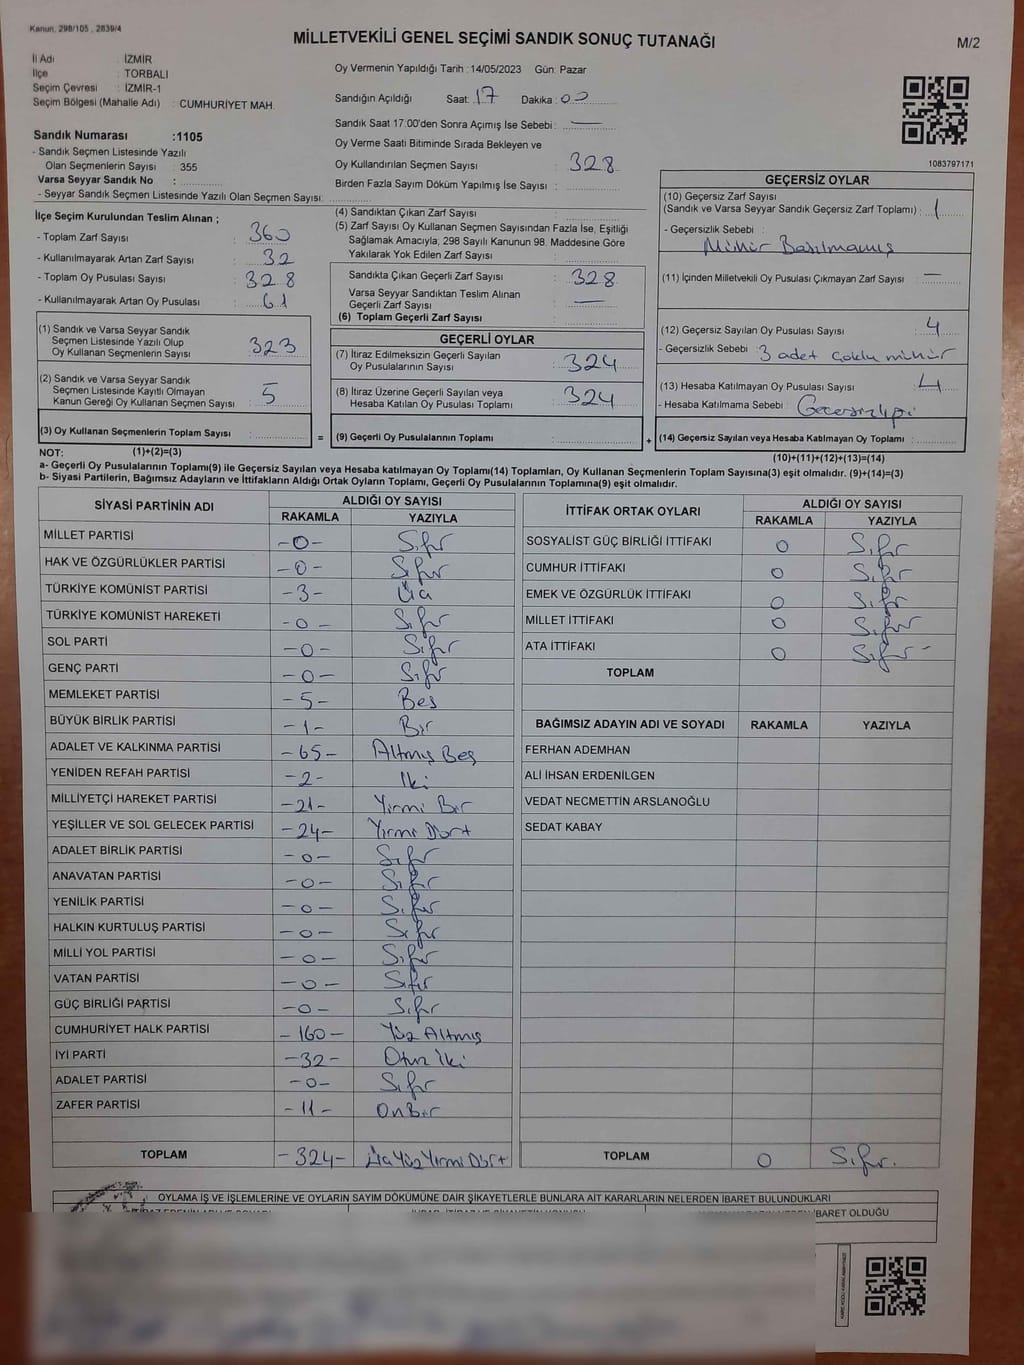 Kanun, 298/105 , 2839/4
MİLLETVEKİLİ GENEL SEÇİMİ SANDIK SONUÇ TUTANAĞI
M/2
İl Adı : İZMİR
İlçe : TORBALI
Seçim Çevresi : İZMİR-1
Seçim Bölgesi (Mahalle Adı) : CUMHURİYET MAH.
Oy Vermenin Yapıldığı Tarih :14/05/2023 Gün: Pazar
Sandığın Açıldığı Saat: 17 Dakika : 00
Sandık Saat 17:00'den Sonra Açımış İse Sebebi : —
Oy Verme Saati Bitiminde Sırada Bekleyen ve
Oy Kullandırılan Seçmen Sayısı : 328
Birden Fazla Sayım Döküm Yapılmış İse Sayısı :
Sandık Numarası :1105
- Sandık Seçmen Listesinde Yazılı
Olan Seçmenlerin Sayısı : 355
Varsa Seyyar Sandık No :
- Seyyar Sandık Seçmen Listesinde Yazılı Olan Seçmen Sayısı:
1083797171
İlçe Seçim Kurulundan Teslim Alınan ;
- Toplam Zarf Sayısı : 360
- Kullanılmayarak Artan Zarf Sayısı : 32
- Toplam Oy Pusulası Sayısı : 328
- Kullanılmayarak Artan Oy Pusulası : 61
(1) Sandık ve Varsa Seyyar Sandık
Seçmen Listesinde Yazılı Olup
Oy Kullanan Seçmenlerin Sayısı : 323
(2) Sandık ve Varsa Seyyar Sandık
Seçmen Listesinde Kayıtlı Olmayan
Kanun Gereği Oy Kullanan Seçmen Sayısı : 5
(3) Oy Kullanan Seçmenlerin Toplam Sayısı :
(4) Sandıktan Çıkan Zarf Sayısı :
(5) Zarf Sayısı Oy Kullanan Seçmen Sayısından Fazla İse, Eşitliği
Sağlamak Amacıyla, 298 Sayılı Kanunun 98. Maddesine Göre
Yakılarak Yok Edilen Zarf Sayısı :
Sandıkta Çıkan Geçerli Zarf Sayısı : 328
Varsa Seyyar Sandıktan Teslim Alınan
Geçerli Zarf Sayısı : —
(6) Toplam Geçerli Zarf Sayısı :
GEÇERLİ OYLAR
(7) İtiraz Edilmeksizin Geçerli Sayılan
Oy Pusulalarının Sayısı : 324
(8) İtiraz Üzerine Geçerli Sayılan veya
Hesaba Katılan Oy Pusulası Toplamı : 324
= (9) Geçerli Oy Pusulalarının Toplamı :
GEÇERSİZ OYLAR
(10) Geçersiz Zarf Sayısı
(Sandık ve Varsa Seyyar Sandık Geçersiz Zarf Toplamı) : 1
- Geçersizlik Sebebi :
Mühür Basılmamış
(11) İçinden Milletvekili Oy Pusulası Çıkmayan Zarf Sayısı : —
(12) Geçersiz Sayılan Oy Pusulası Sayısı : 4
- Geçersizlik Sebebi : 3 adet çoklu mühür
(13) Hesaba Katılmayan Oy Pusulası Sayısı : 4
- Hesaba Katılmama Sebebi :
+ (14) Geçersiz Sayılan veya Hesaba Katılmayan Oy Toplamı :
NOT: (1)+(2)=(3)
(10)+(11)+(12)+(13)=(14)
a- Geçerli Oy Pusulalarının Toplamı(9) ile Geçersiz Sayılan veya Hesaba katılmayan Oy Toplamı(14) Toplamları, Oy Kullanan Seçmenlerin Toplam Sayısına(3) eşit olmalıdır. (9)+(14)=(3)
b- Siyasi Partilerin, Bağımsız Adayların ve İttifakların Aldığı Ortak Oyların Toplamı, Geçerli Oy Pusulalarının Toplamına(9) eşit olmalıdır.
SİYASİ PARTİNİN ADI ALDIĞI OY SAYISI
RAKAMLA YAZIYLA
MİLLET PARTİSİ -0- Sıfır
HAK VE ÖZGÜRLÜKLER PARTİSİ -0- Sıfır
TÜRKİYE KOMÜNİST PARTİSİ -3- Üç
TÜRKİYE KOMÜNİST HAREKETİ -0- Sıfır
SOL PARTİ -0- Sıfır
GENÇ PARTİ -0- Sıfır
MEMLEKET PARTİSİ -5- Beş
BÜYÜK BİRLİK PARTİSİ -1- Bir
ADALET VE KALKINMA PARTİSİ -65- Altmış Beş
YENİDEN REFAH PARTİSİ -2- İki
MİLLİYETÇİ HAREKET PARTİSİ -21- Yirmi Bir
YEŞİLLER VE SOL GELECEK PARTİSİ -24- Yirmi Dört
ADALET BİRLİK PARTİSİ -0- Sıfır
ANAVATAN PARTİSİ -0- Sıfır
YENİLİK PARTİSİ -0- Sıfır
HALKIN KURTULUŞ PARTİSİ -0- Sıfır
MİLLİ YOL PARTİSİ -0- Sıfır
VATAN PARTİSİ -0- Sıfır
GÜÇ BİRLİĞİ PARTİSİ -0- Sıfır
CUMHURİYET HALK PARTİSİ -160- Yüz Altmış
İYİ PARTİ -32- Otuz İki
ADALET PARTİSİ -0- Sıfır
ZAFER PARTİSİ -11- OnBir
TOPLAM -324- Üç Yüz Yirmi Dört
İTTİFAK ORTAK OYLARI ALDIĞI OY SAYISI
RAKAMLA YAZIYLA
SOSYALİST GÜÇ BİRLİĞİ İTTİFAKI 0 Sıfır
CUMHUR İTTİFAKI 0 Sıfır
EMEK VE ÖZGÜRLÜK İTTİFAKI 0 Sıfır
MİLLET İTTİFAKI 0 Sıfır
ATA İTTİFAKI 0 Sıfır
TOPLAM
BAĞIMSIZ ADAYIN ADI VE SOYADI RAKAMLA YAZIYLA
FERHAN ADEMHAN
ALİ İHSAN ERDENİLGEN
VEDAT NECMETTİN ARSLANOĞLU
SEDAT KABAY
TOPLAM 0 Sıfır.
OYLAMA İŞ VE İŞLEMLERİNE VE OYLARIN SAYIM DÖKÜMÜNE DAİR ŞİKAYETLERLE BUNLARA AİT KARARLARIN NELERDEN İBARET BULUNDUKLARI
İBARET OLDUĞU